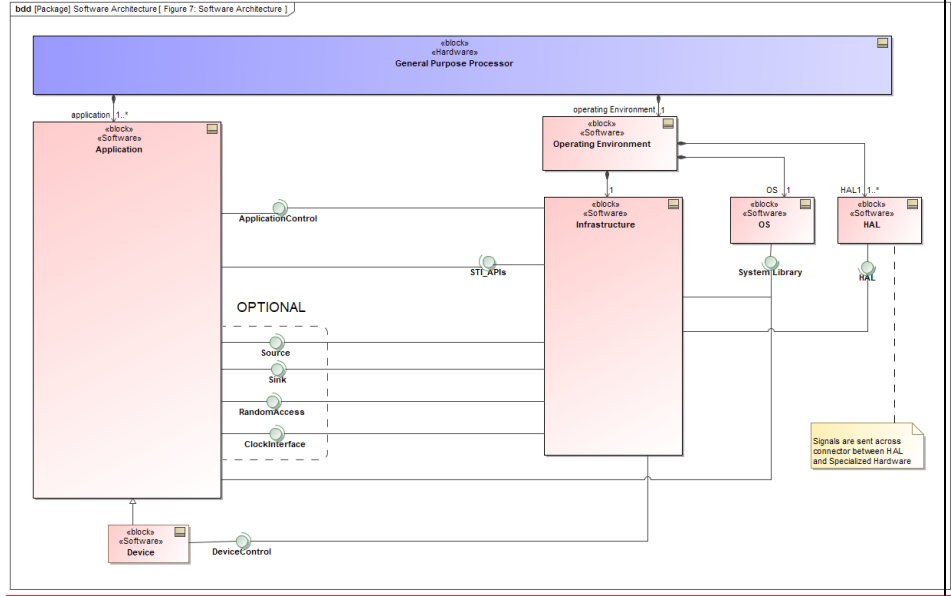 bdd [Package] Software Architecture [ Figure 7: Software Architecture ]
«block»
«Hardware»
General Purpose Processor
application 1..*
operating Environment 1
«block»
«Software»
Application
«block»
«Software»
Operating Environment
1
OS 1
HAL1 1..*
«block»
«Software»
Infrastructure
«block»
«Software»
OS
«block»
«Software»
HAL
ApplicationControl
STI_APIs
System Library
HAL
OPTIONAL
Source
Sink
RandomAccess
ClockInterface
Signals are sent across
connector between HAL
and Specialized Hardware
«block»
«Software»
Device
DeviceControl